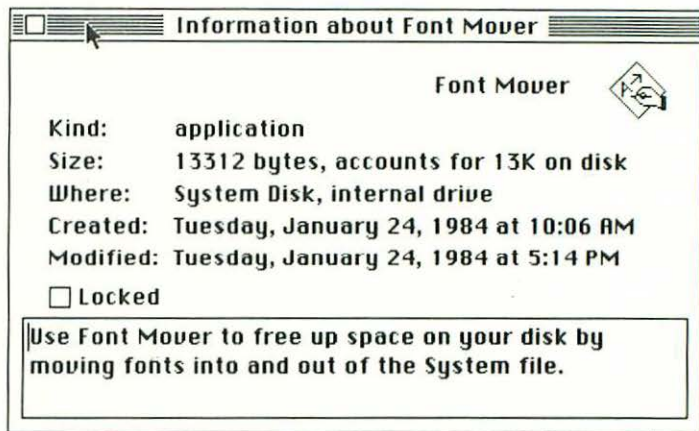 Information about Font Mover
Font Mover
Kind: application
Size: 13312 bytes, accounts for 13K on disk
Where: System Disk, internal drive
Created: Tuesday, January 24, 1984 at 10:06 AM
Modified: Tuesday, January 24, 1984 at 5:14 PM
Locked
Use Font Mover to free up space on your disk by
moving fonts into and out of the System file.